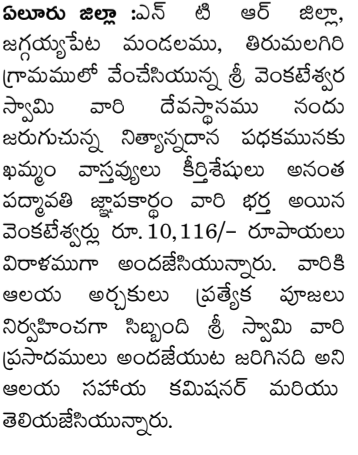 ఏలూరు జిల్లా :ఎన్ టి ఆర్ జిల్లా,
జగ్గయ్యపేట మండలము, తిరుమలగిరి
గ్రామములో వేంచేసియున్న శ్రీ వెంకటేశ్వర
స్వామి వారి దేవస్థానము నందు
జరుగుచున్న నిత్యాన్నదాన పధకమునకు
ఖమ్మం వాస్తవ్యులు కీర్తిశేషులు అనంత
పద్మావతి జ్ఞాపకార్థం వారి భర్త అయిన
వెంకటేశ్వర్లు రూ. 10,116/– రూపాయలు
విరాళముగా అందజేసియున్నారు. వారికి
ఆలయ అర్చకులు ప్రత్యేక పూజలు
నిర్వహించగా సిబ్బంది శ్రీ స్వామి వారి
ప్రసాదములు అందజేయుట జరిగినది అని
ఆలయ సహాయ కమిషనర్ మరియు
తెలియజేసియున్నారు.